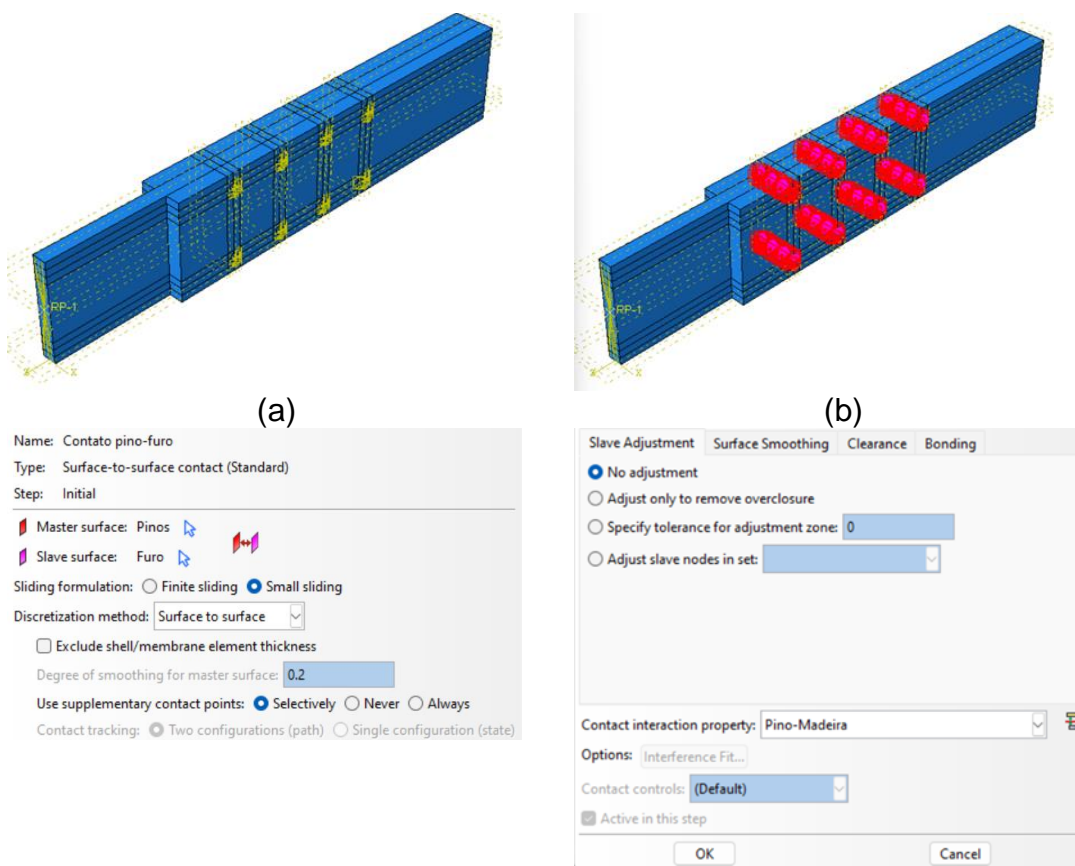 RP-1
RP-1
(a)
(b)
Name: Contato pino-furo
Type: Surface-to-surface contact (Standard)
Step: Initial
Master surface: Pinos
Slave surface: Furo
Sliding formulation: Finite sliding Small sliding
Discretization method: Surface to surface
Exclude shell/membrane element thickness
Degree of smoothing for master surface: 0.2
Use supplementary contact points: Selectively Never Always
Contact tracking: Two configurations (path) Single configuration (state)
Slave Adjustment Surface Smoothing Clearance Bonding
No adjustment
Adjust only to remove overclosure
Specify tolerance for adjustment zone: 0
Adjust slave nodes in set:
Contact interaction property: Pino-Madeira
Options: Interference Fit...
Contact controls: (Default)
Active in this step
OK Cancel